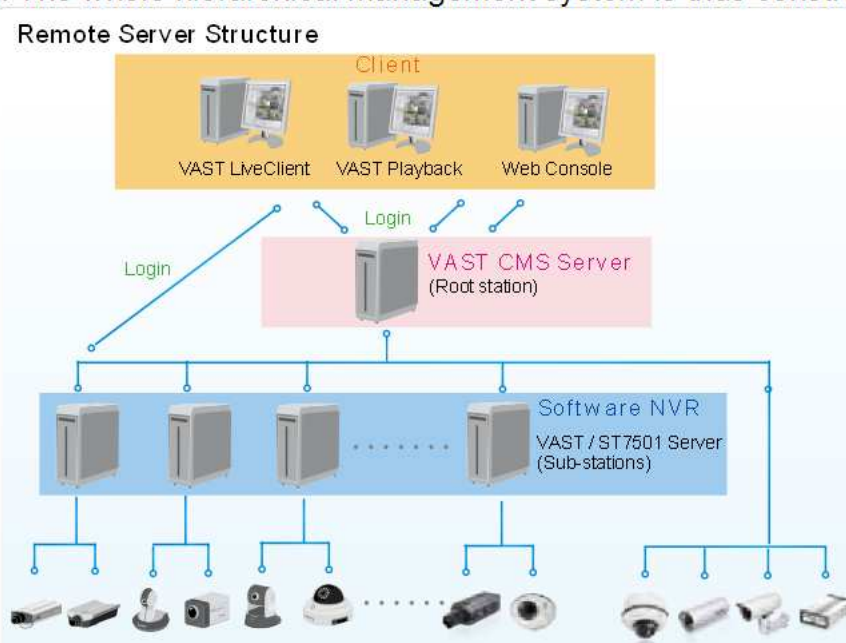 Remote Server Structure
Client
VAST LiveClient
VAST Playback
Web Console
Login
Login
VAST CMS Server
(Root station)
Software NVR
VAST / ST7501 Server
(Sub-stations)